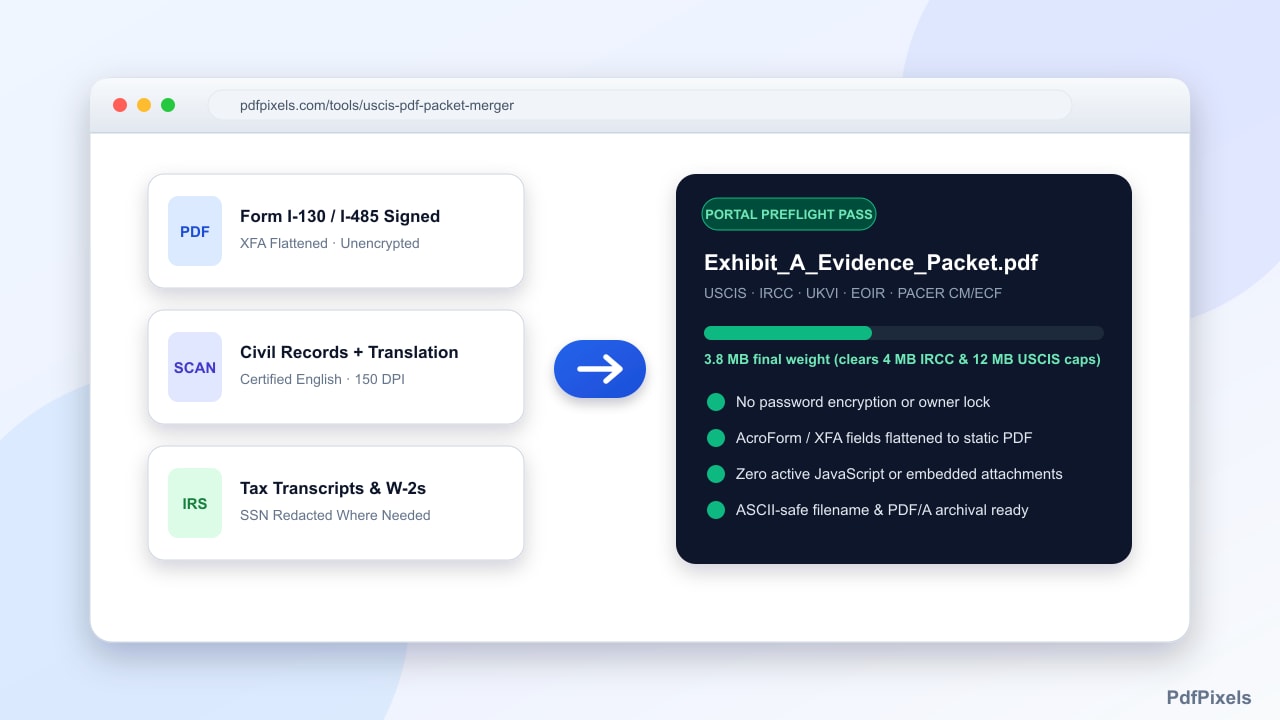 pdfpixels.com/tools/uscis-pdf-packet-merger
PDF
Form I-130 / I-485 Signed
XFA Flattened · Unencrypted
SCAN
Civil Records + Translation
Certified English · 150 DPI
IRS
Tax Transcripts & W-2s
SSN Redacted Where Needed
PORTAL PREFLIGHT PASS
Exhibit_A_Evidence_Packet.pdf
USCIS · IRCC · UKVI · EOIR · PACER CM/ECF
3.8 MB final weight (clears 4 MB IRCC & 12 MB USCIS caps)
No password encryption or owner lock
AcroForm / XFA fields flattened to static PDF
Zero active JavaScript or embedded attachments
ASCII-safe filename & PDF/A archival ready
PdfPixels